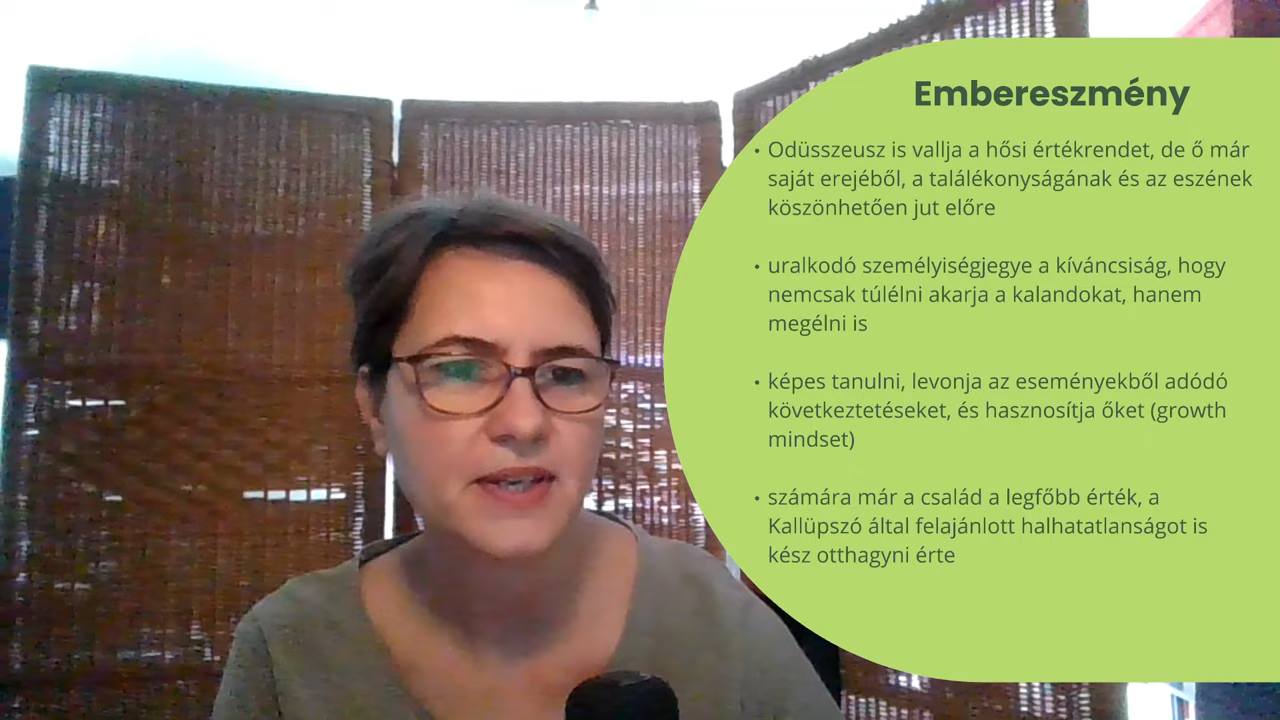 Embereszmény
• Odüsszeusz is vallja a hősi értékrendet, de ő már
saját erejéből, a találékonyságának és az eszének
köszönhetően jut előre
• uralkodó személyiségjegye a kíváncsiság, hogy
nemcsak túlélni akarja a kalandokat, hanem
megélni is
• képes tanulni, levonja az eseményekből adódó
következtetéseket, és hasznosítja őket (growth
mindset)
• számára már a család a legfőbb érték, a
Kallüpszó által felajánlott halhatatlanságot is
kész otthagyni érte